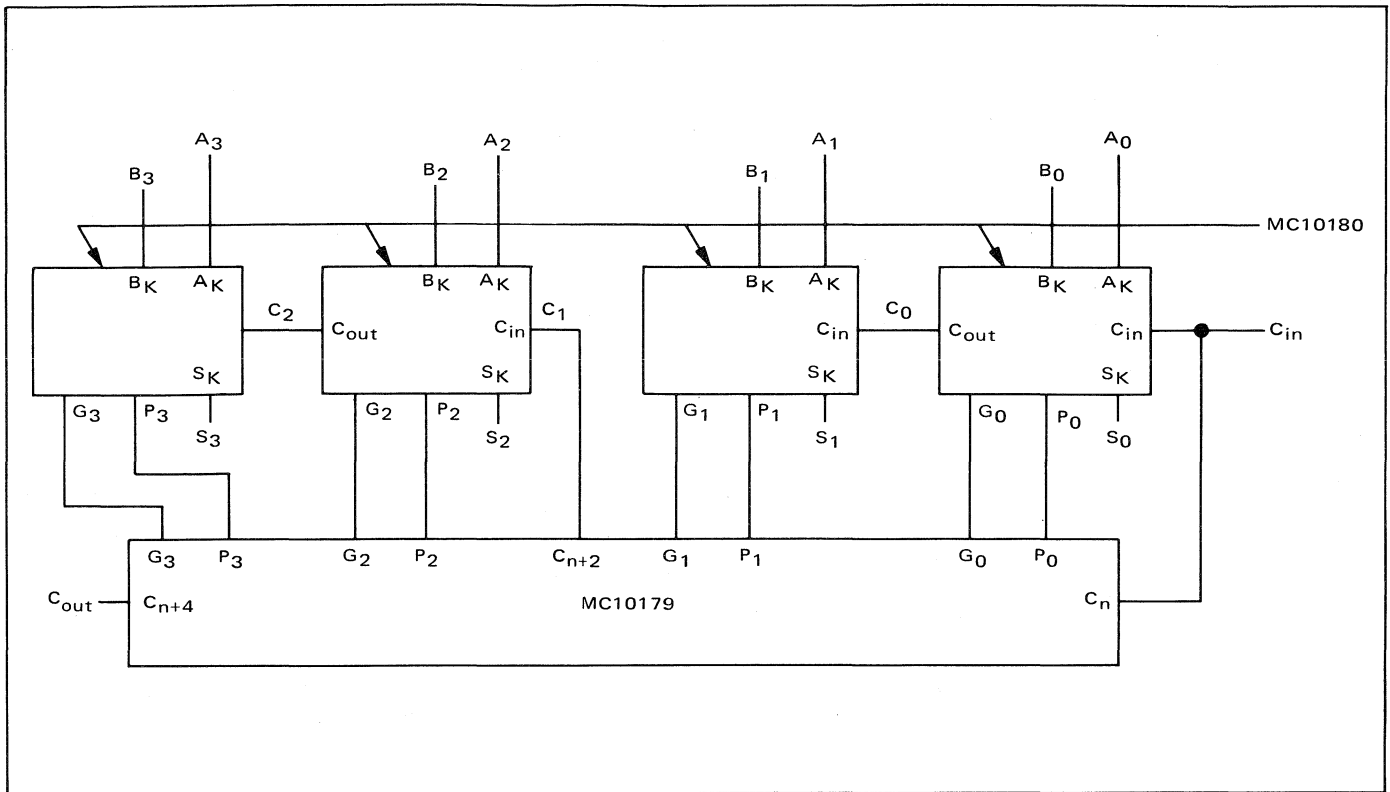 A3 A2 A1 A0
B3 B2 B1 B0
MC10180
BK AK BK AK BK AK BK AK
C2 C1 C0
Cout Cin Cin Cout Cin Cin
SK SK SK SK
G3 P3 G2 P2 G1 P1 G0 P0
S3 S2 S1 S0
G3 P3 G2 P2 Cn+2 G1 P1 G0 P0
Cout Cn+4 MC10179 Cn